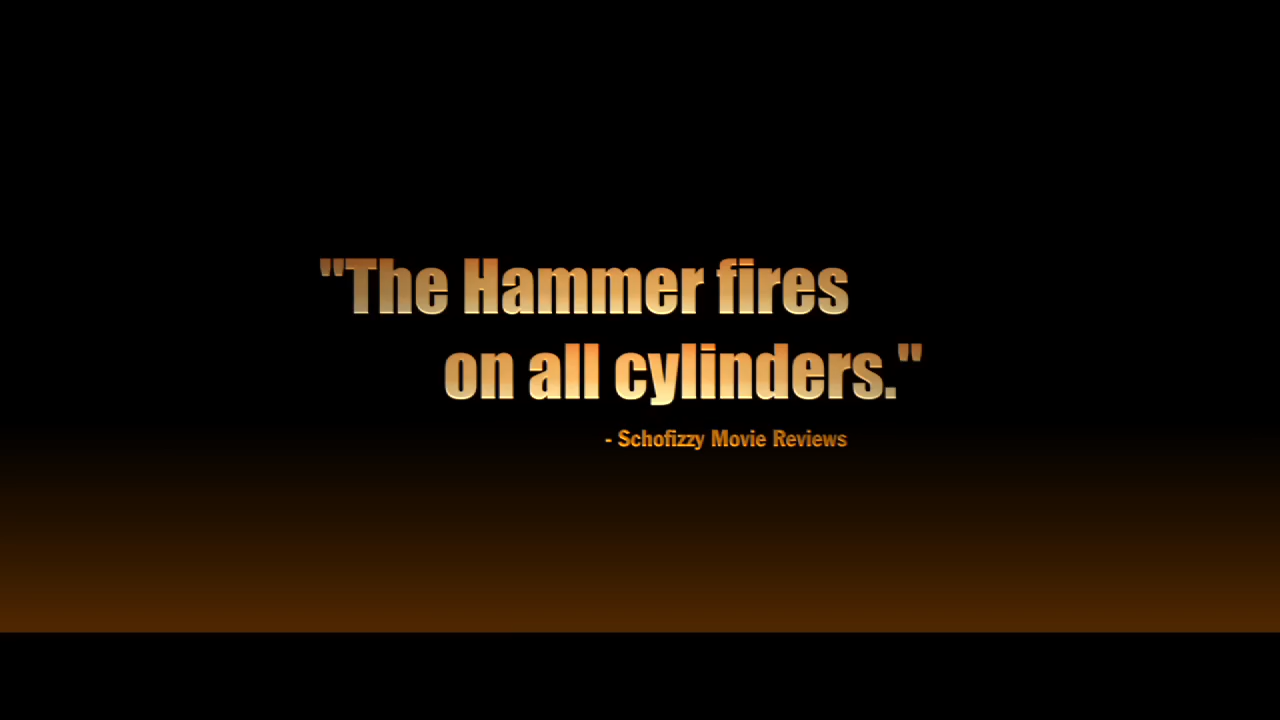 "The Hammer fires
on all cylinders."
- Schofizzy Movie Reviews